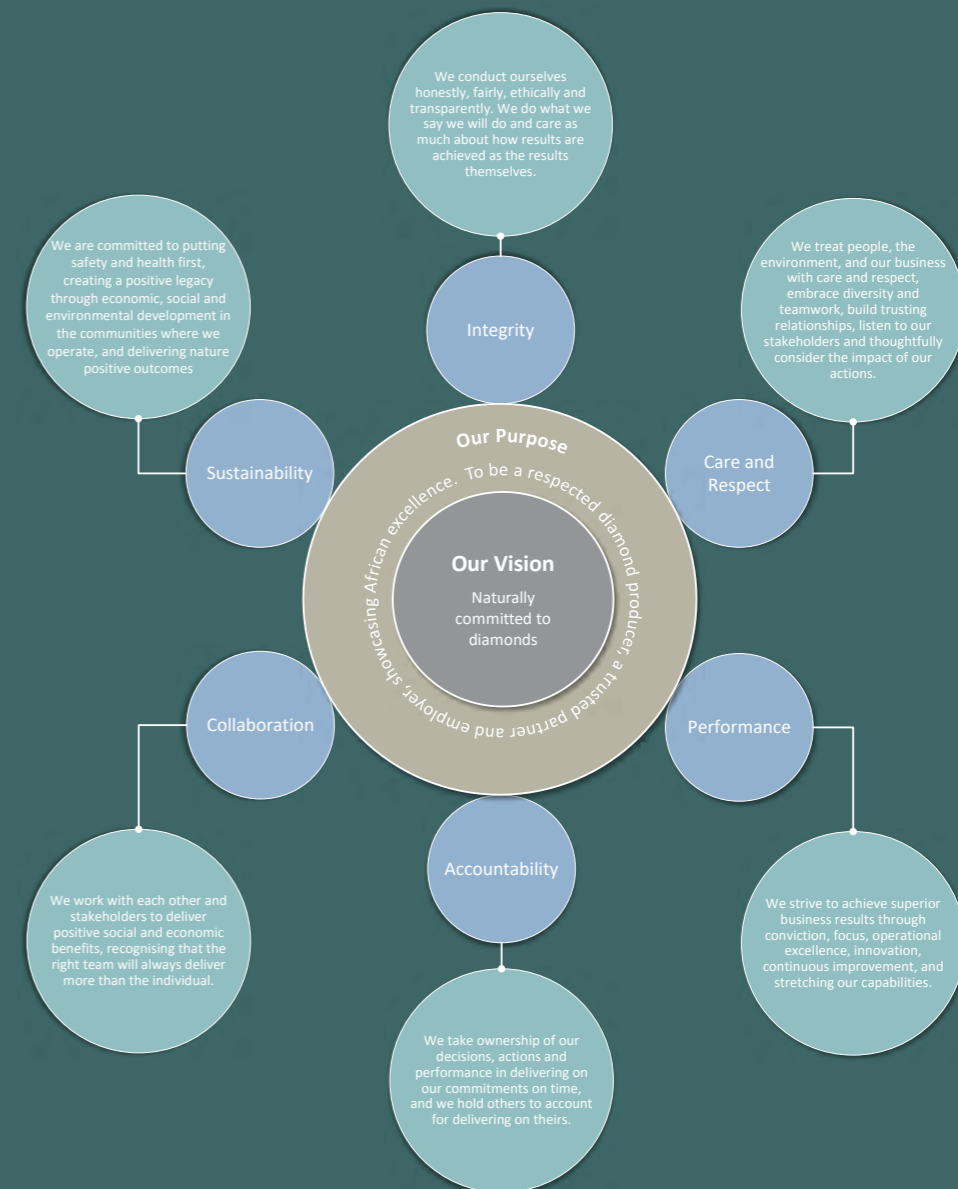 We conduct ourselves
honestly, fairly, ethically and
transparently. We do what we
say we will do and care as
much about how results are
achieved as the results
themselves.
Integrity
We treat people, the
environment, and our business
with care and respect,
embrace diversity and
teamwork, build trusting
relationships, listen to our
stakeholders and thoughtfully
consider the impact of our
actions.
Care and
Respect
We strive to achieve superior
business results through
conviction, focus, operational
excellence, innovation,
continuous improvement, and
stretching our capabilities.
Performance
We take ownership of our
decisions, actions and
performance in delivering on
our commitments on time,
and we hold others to account
for delivering on theirs.
Accountability
We work with each other and
stakeholders to deliver
positive social and economic
benefits, recognising that the
right team will always deliver
more than the individual.
Collaboration
We are committed to putting
safety and health first,
creating a positive legacy
through economic, social and
environmental development in
the communities where we
operate, and delivering nature
positive outcomes
Sustainability
Our Purpose
To be a respected diamond producer, a trusted partner and employer, showcasing African excellence.
Our Vision
Naturally
committed to
diamonds